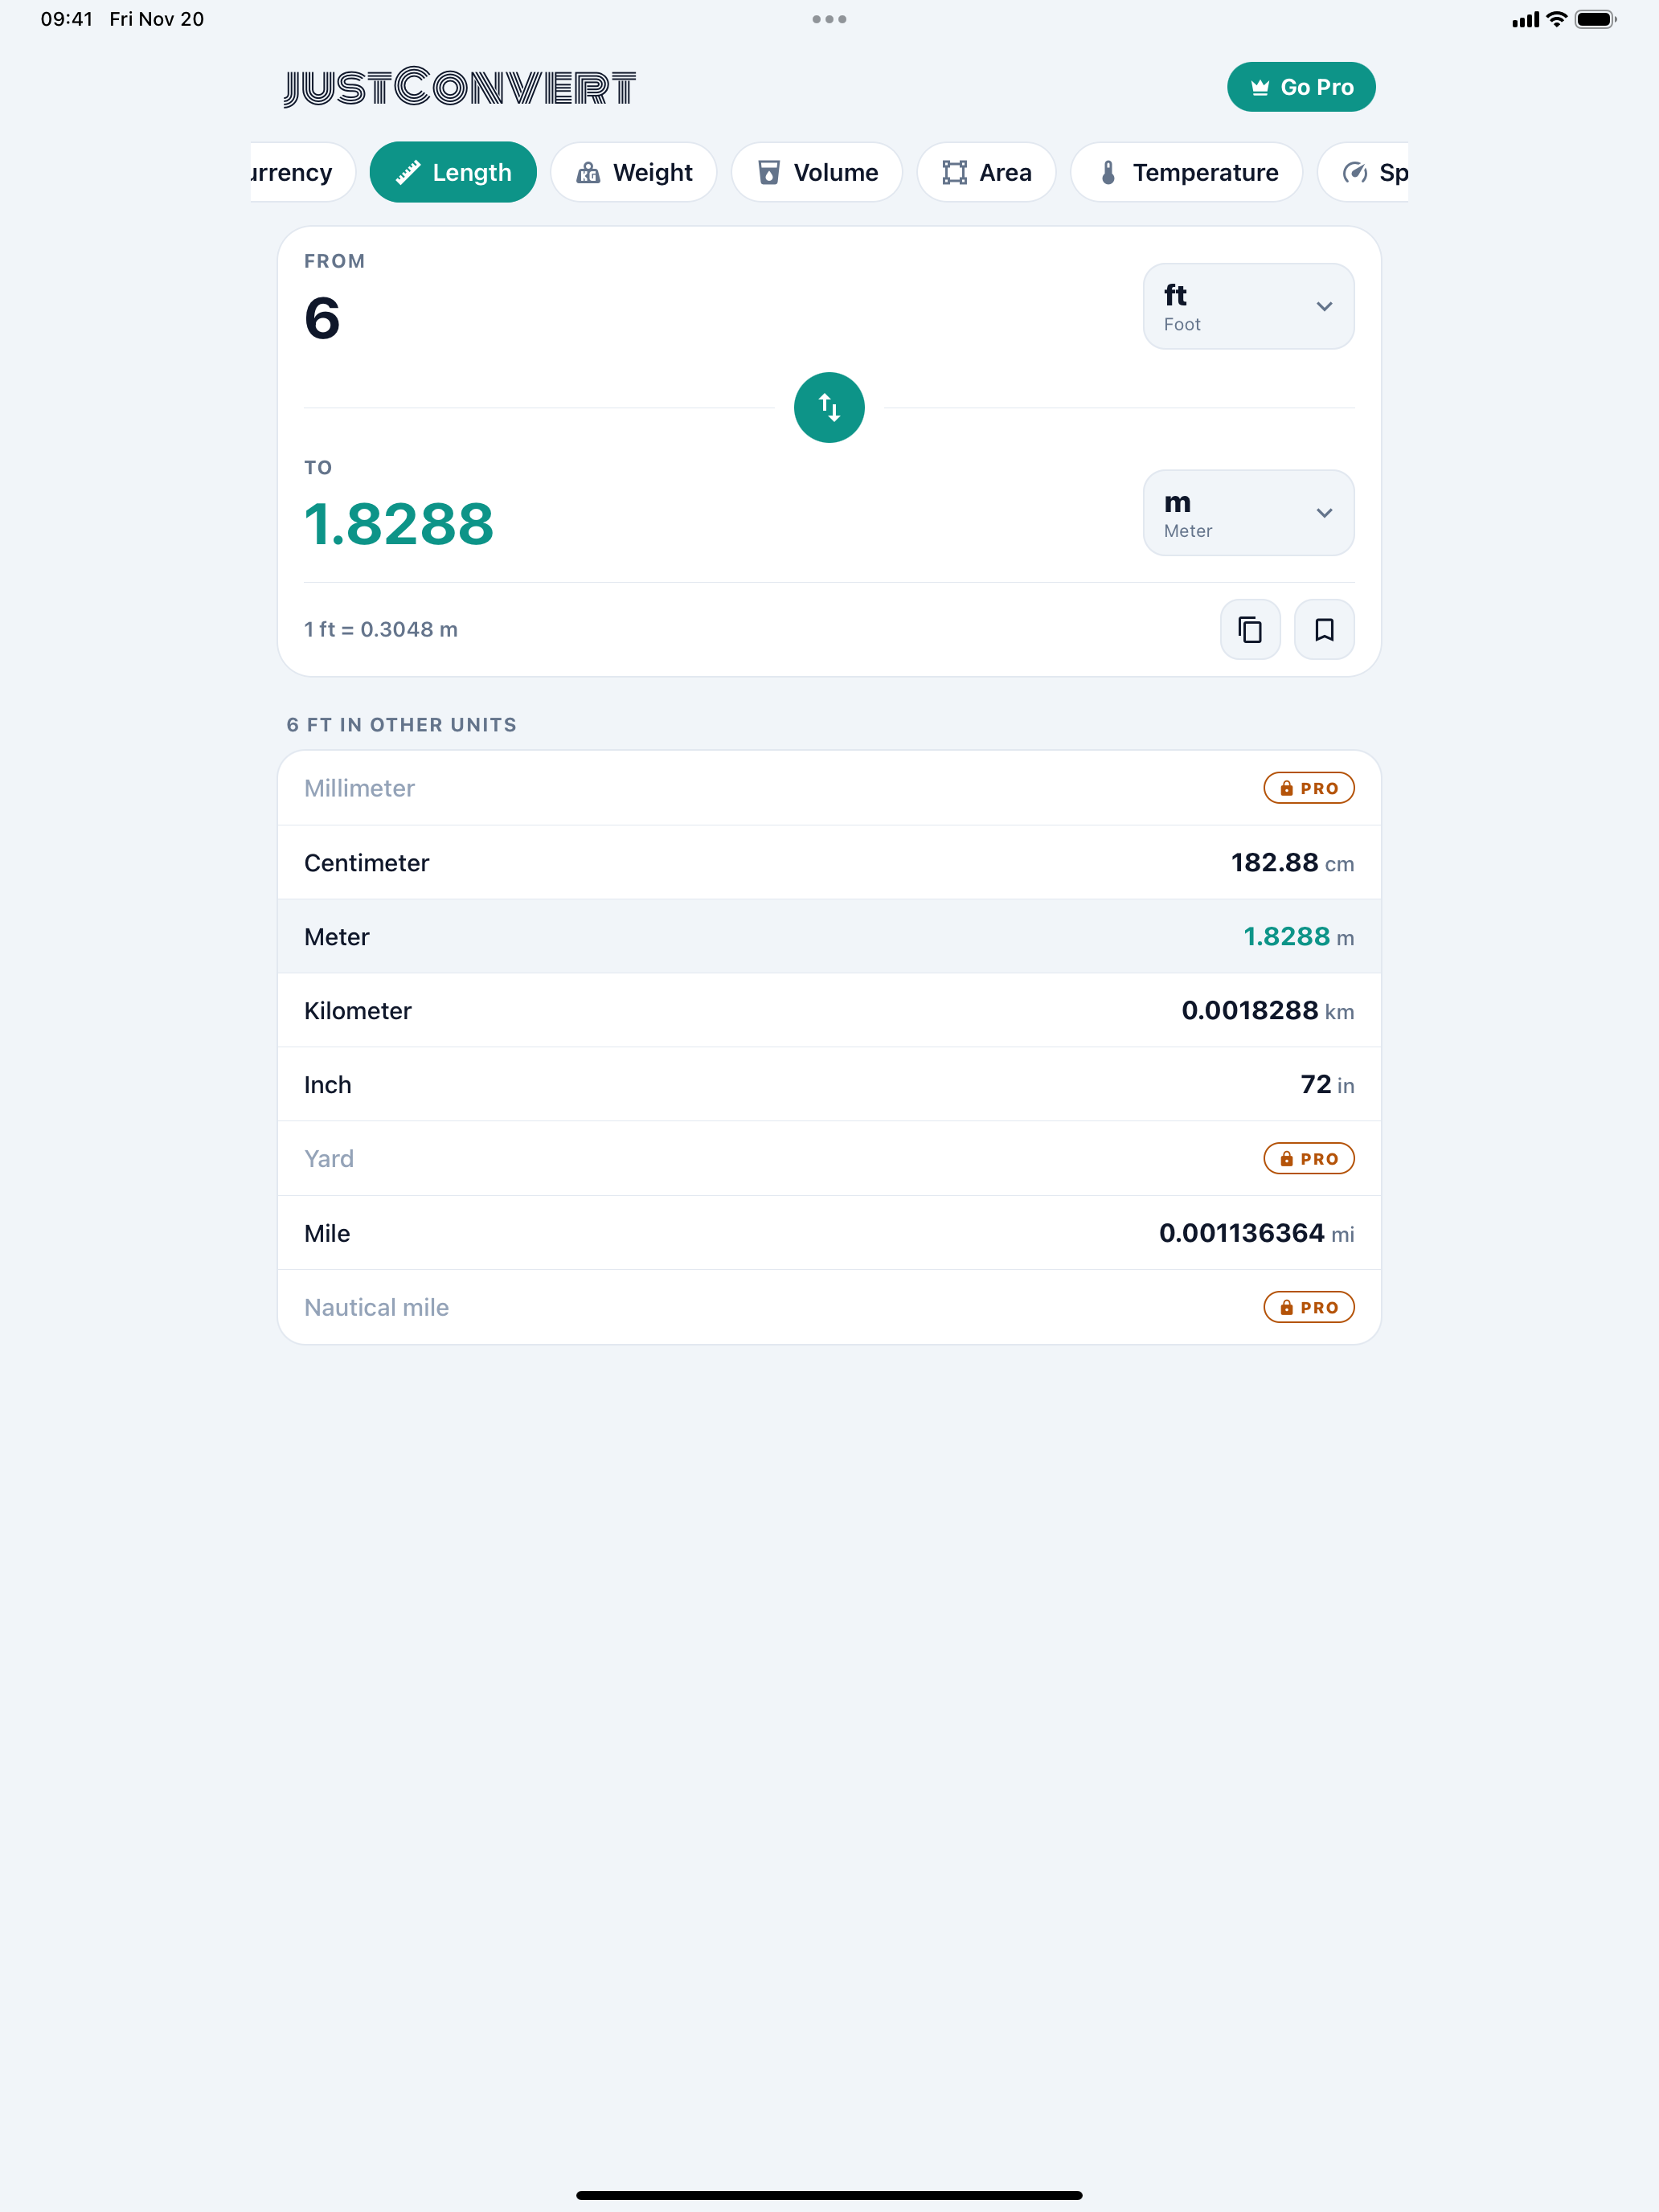 09:41 Fri Nov 20
JUSTCONVERT
Go Pro
urrency
Length
KG
Weight
Volume
Area
Temperature
Sp
FROM
6
ft
Foot
TO
1.8288
m
Meter
1 ft = 0.3048 m
6 FT IN OTHER UNITS
Millimeter PRO
Centimeter 182.88 cm
Meter 1.8288 m
Kilometer 0.0018288 km
Inch 72 in
Yard PRO
Mile 0.001136364 mi
Nautical mile PRO